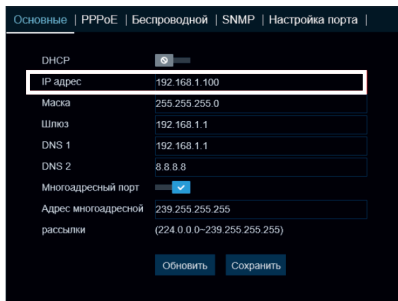 Основные | PPPoE | Беспроводной | SNMP | Настройка порта |
DHCP
IP адрес 192.168.1.100
Маска 255.255.255.0
Шлюз 192.168.1.1
DNS 1 192.168.1.1
DNS 2 8.8.8.8
Многоадресный порт
Адрес многоадресной 239.255.255.255
рассылки (224.0.0.0~239.255.255.255)
Обновить Сохранить